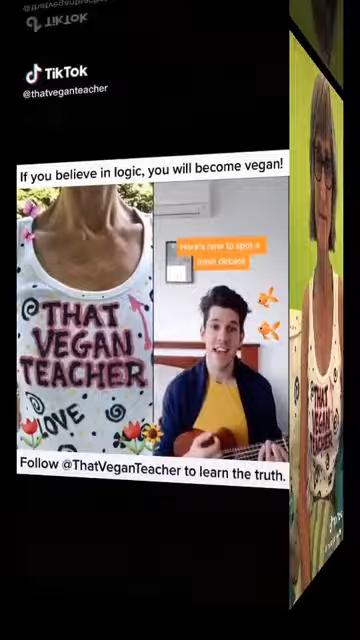 TikTok
@thatveganteacher
If you believe in logic, you will become vegan!
Here's how to spot a
THAT
VEGAN
TEACHER
LOVE
Follow @ThatVeganTeacher to learn the truth.
THAT
VEGAN
TEACHER